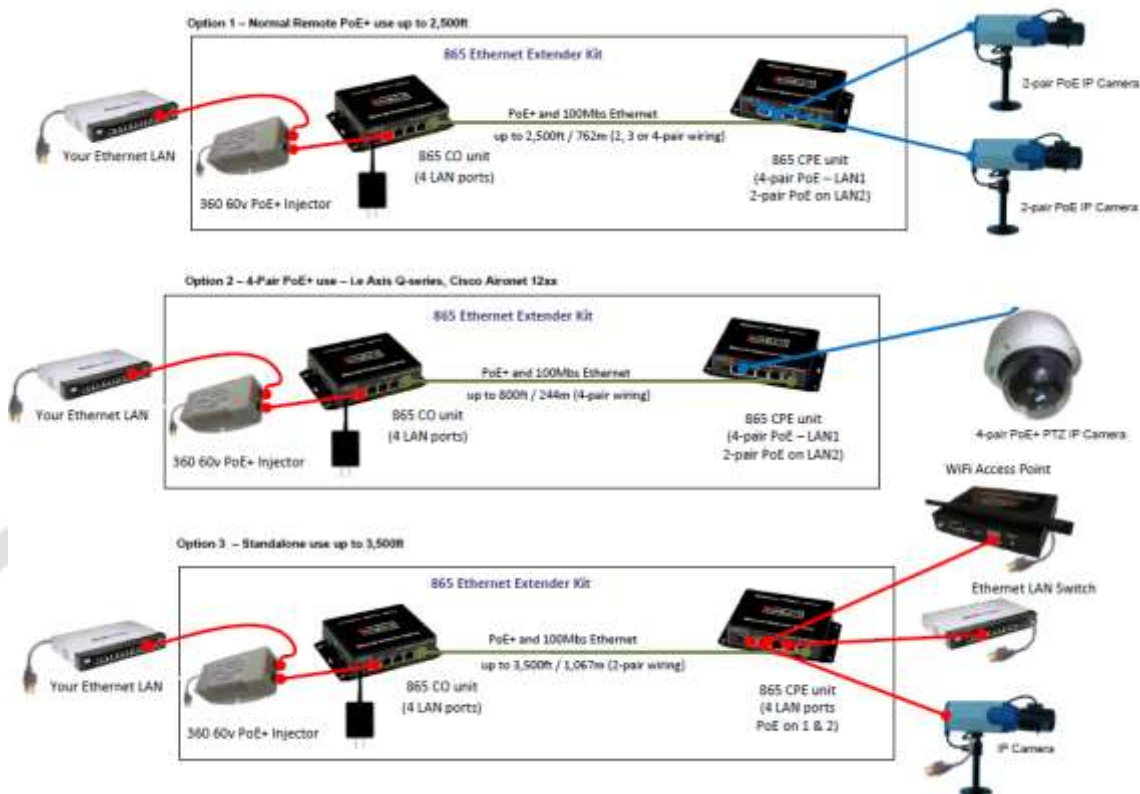 Option 1 – Normal Remote PoE+ use up to 2,500ft
865 Ethernet Extender Kit
Your Ethernet LAN
360 60v PoE+ Injector
865 CO unit
(4 LAN ports)
PoE+ and 100Mbs Ethernet
up to 2,500ft / 762m (2, 3 or 4-pair wiring)
865 CPE unit
(4-pair PoE – LAN1
2-pair PoE on LAN2)
2-pair PoE IP Camera
2-pair PoE IP Camera
Option 2 – 4-Pair PoE+ use – i.e Axis Q-series, Cisco Aironet 12xx
865 Ethernet Extender Kit
Your Ethernet LAN
360 60v PoE+ Injector
865 CO unit
(4 LAN ports)
PoE+ and 100Mbs Ethernet
up to 800ft / 244m (4-pair wiring)
865 CPE unit
(4-pair PoE – LAN1
2-pair PoE on LAN2)
4-pair PoE+ PTZ IP Camera
Option 3 – Standalone use up to 3,500ft
865 Ethernet Extender Kit
Your Ethernet LAN
360 60v PoE+ Injector
865 CO unit
(4 LAN ports)
PoE+ and 100Mbs Ethernet
up to 3,500ft / 1,067m (2-pair wiring)
865 CPE unit
(4 LAN ports
PoE on 1 & 2)
WiFi Access Point
Ethernet LAN Switch
IP Camera